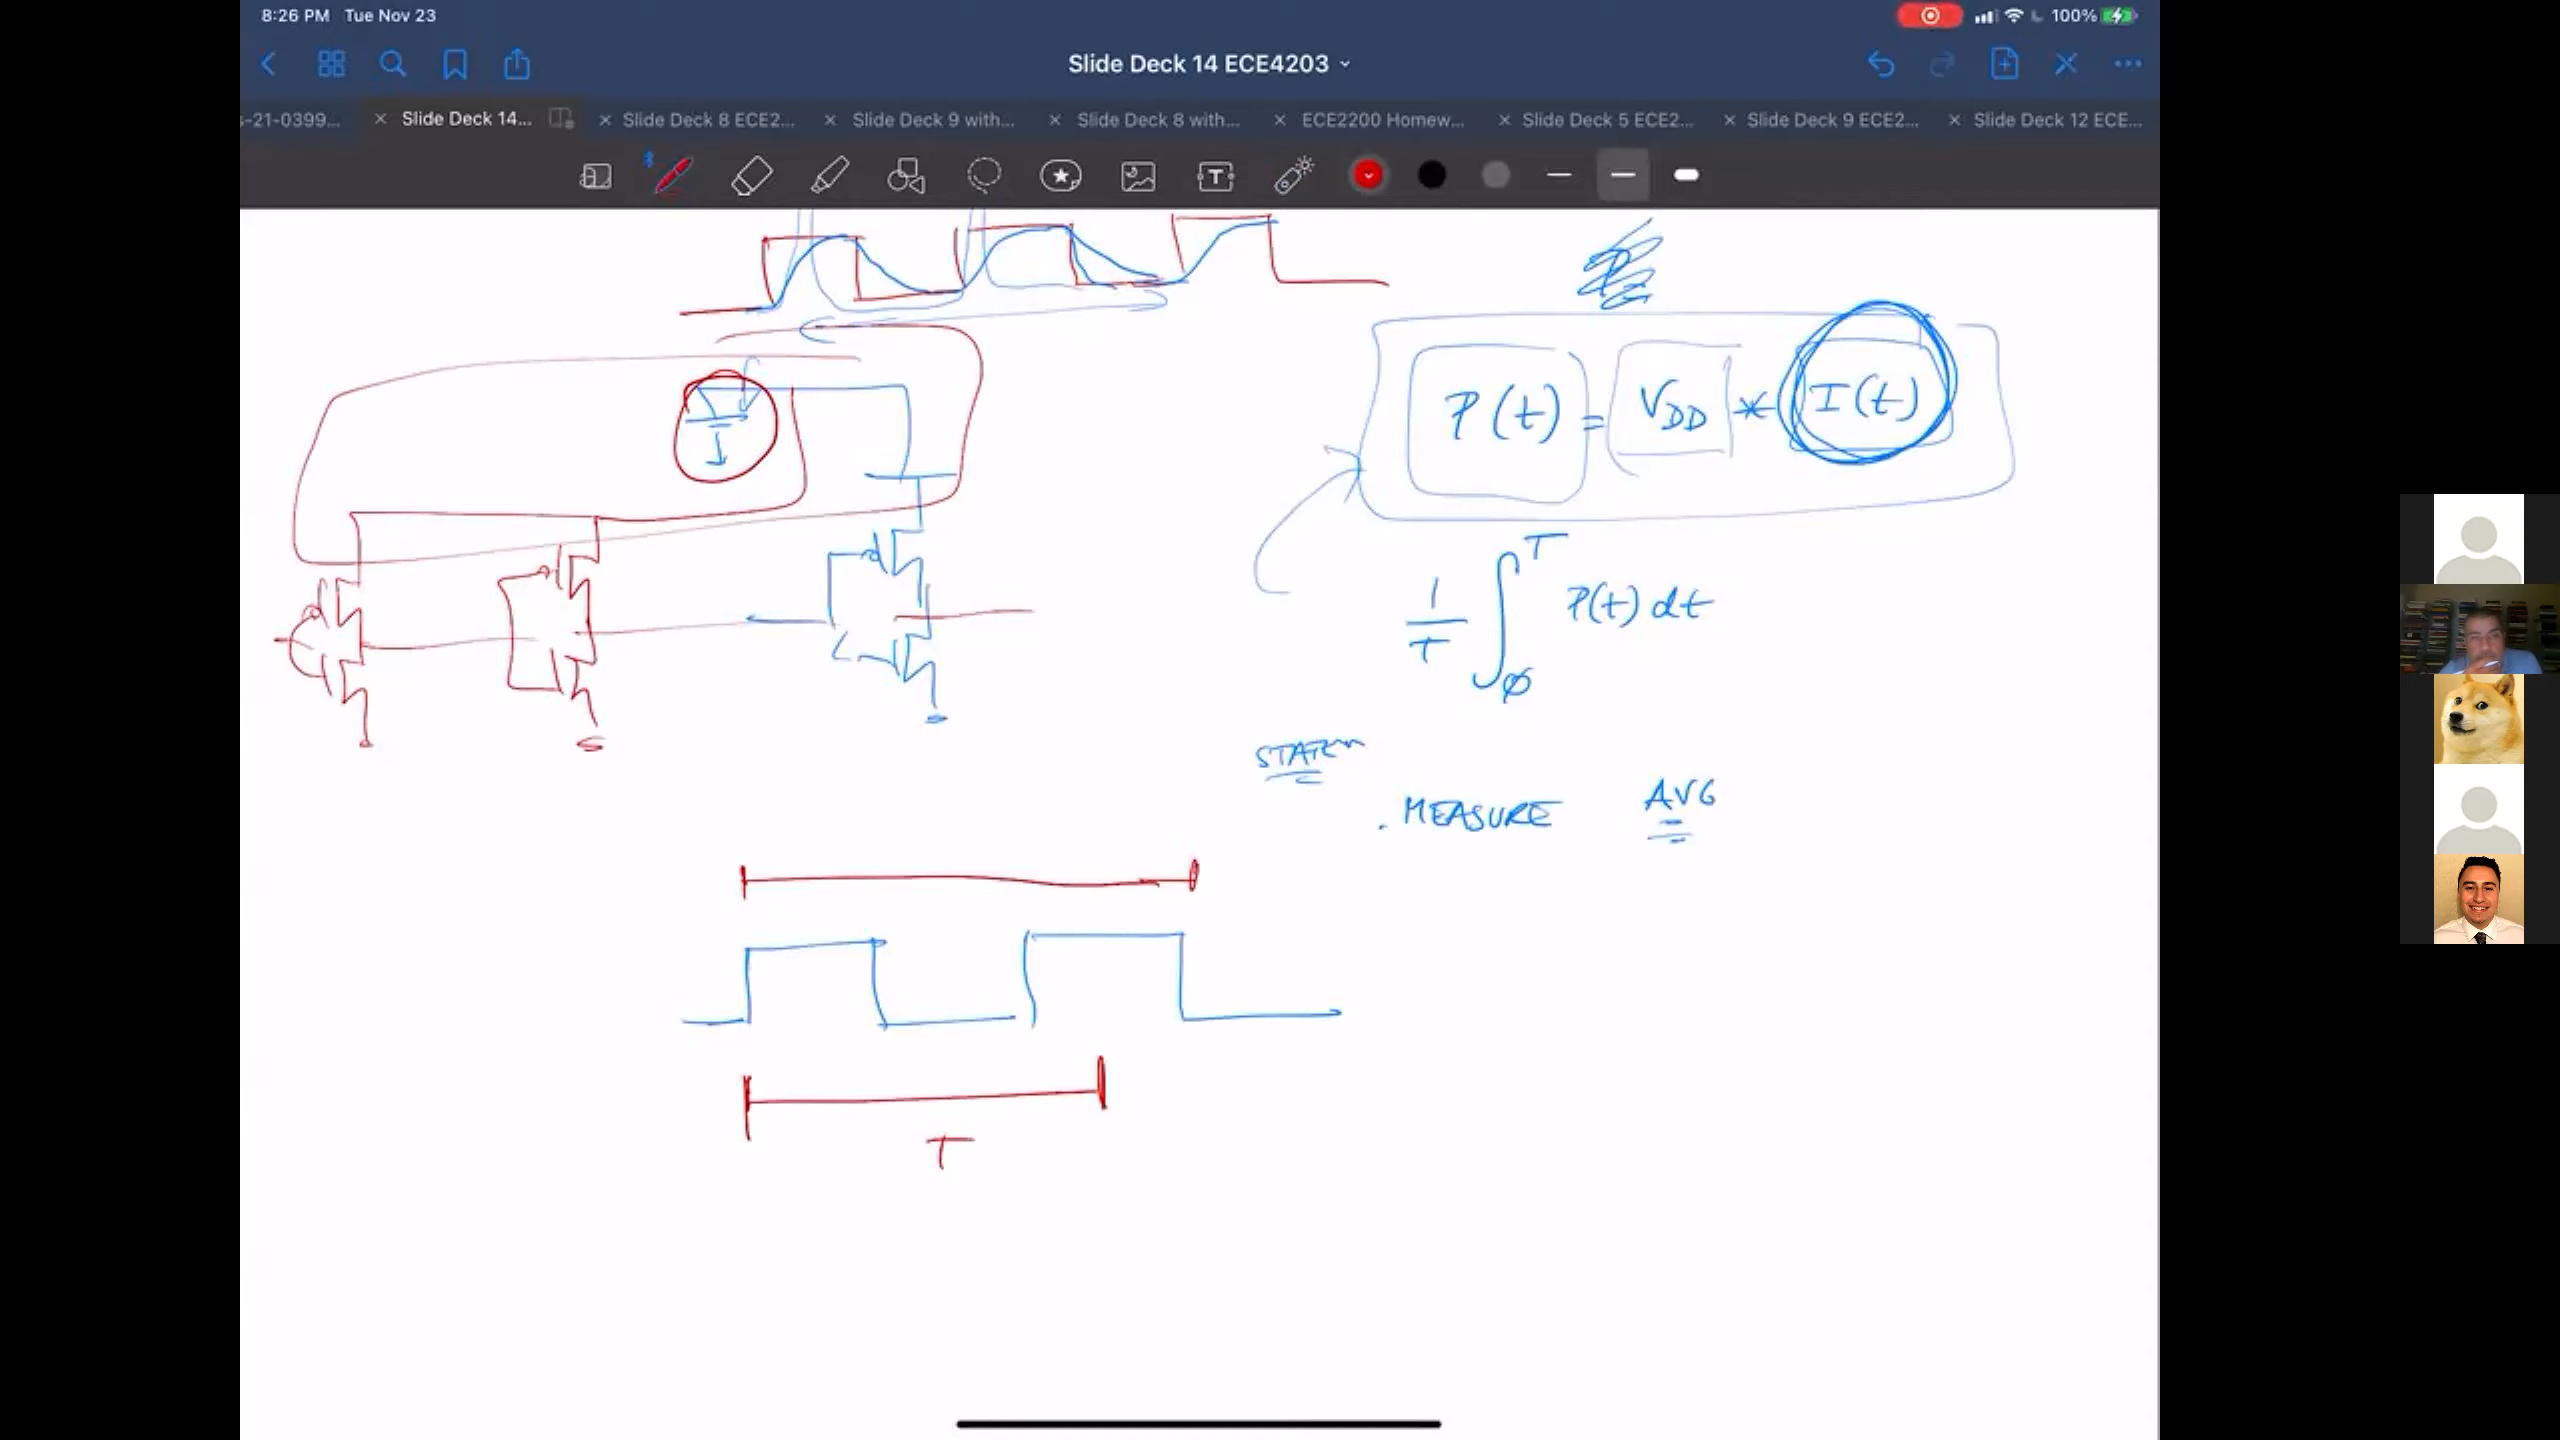 8:26 PM Tue Nov 23
100%
Slide Deck 14 ECE4203
s-21-0399...
Slide Deck 14...
Slide Deck 8 ECE2...
Slide Deck 9 with...
Slide Deck 8 with...
ECE2200 Homew...
Slide Deck 5 ECE2...
Slide Deck 9 ECE2...
Slide Deck 12 ECE...
T
P(t) = VDD * I(t)
1/T ∫0^T P(t) dt
.MEASURE AVG
T